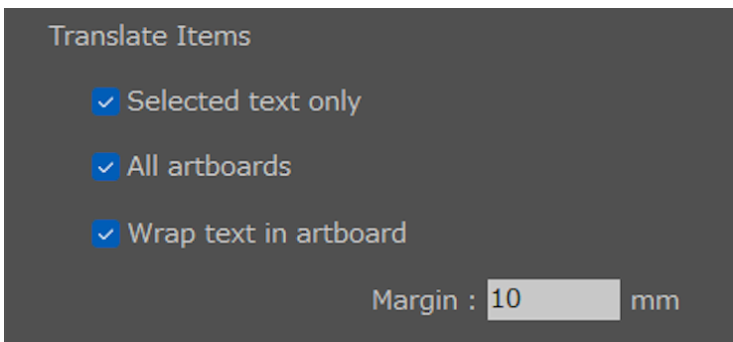 Translate Items
Selected text only
All artboards
Wrap text in artboard
Margin : 10 mm